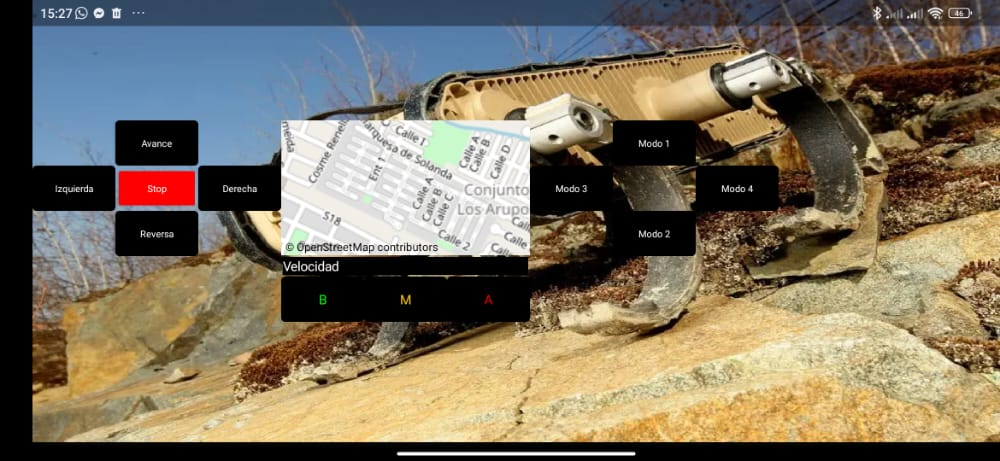 15:27
46
Avance
Izquierda
Stop
Derecha
Reversa
Cosme Renella
Calle I
Marquesa de Solanda
Ent 1
Calle A
Calle B
Calle D
Calle A
Calle B
Calle C
Conjunto
Los Arupo
S18
Calle 2
© OpenStreetMap contributors
Velocidad
B M A
Modo 1
Modo 3
Modo 4
Modo 2